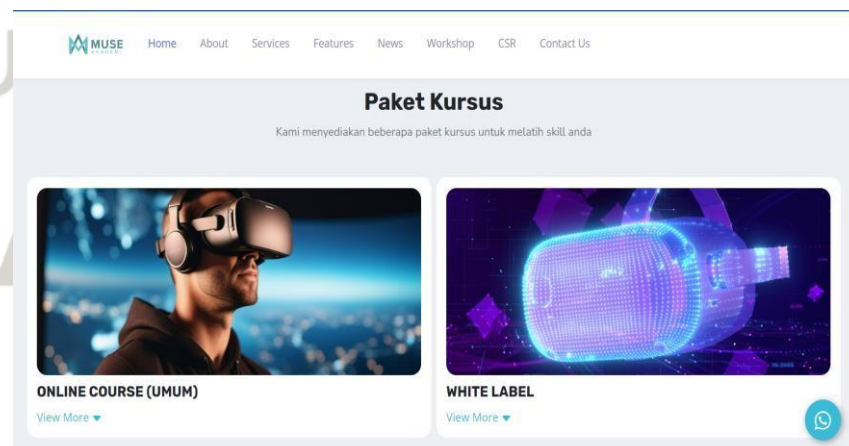 MUSE
Home About Services Features News Workshop CSR Contact Us
Paket Kursus
Kami menyediakan beberapa paket kursus untuk melatih skill anda
ONLINE COURSE (UMUM)
View More
WHITE LABEL
View More